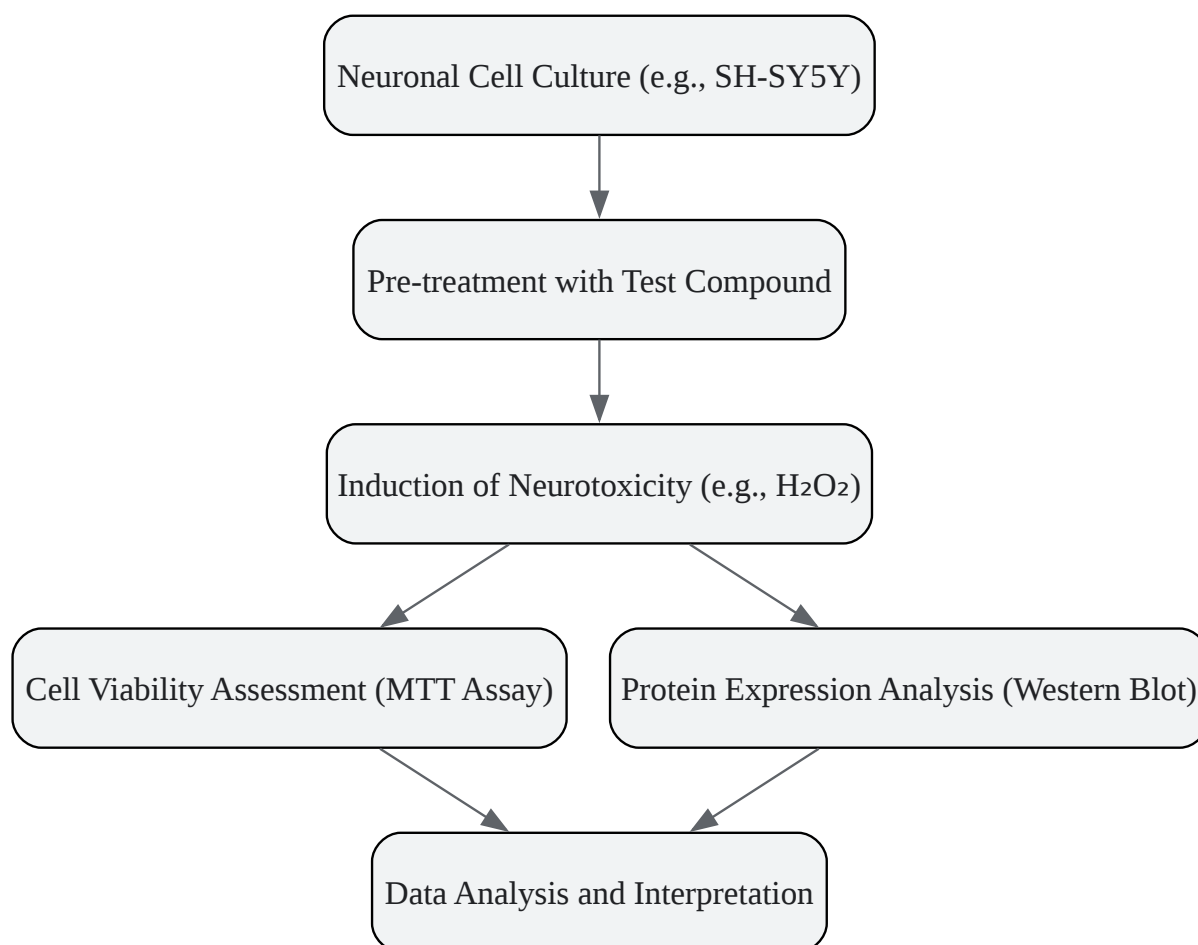 Neuronal Cell Culture (e.g., SH-SY5Y)
Pre-treatment with Test Compound
Induction of Neurotoxicity (e.g., H₂O₂)
Cell Viability Assessment (MTT Assay)
Protein Expression Analysis (Western Blot)
Data Analysis and Interpretation